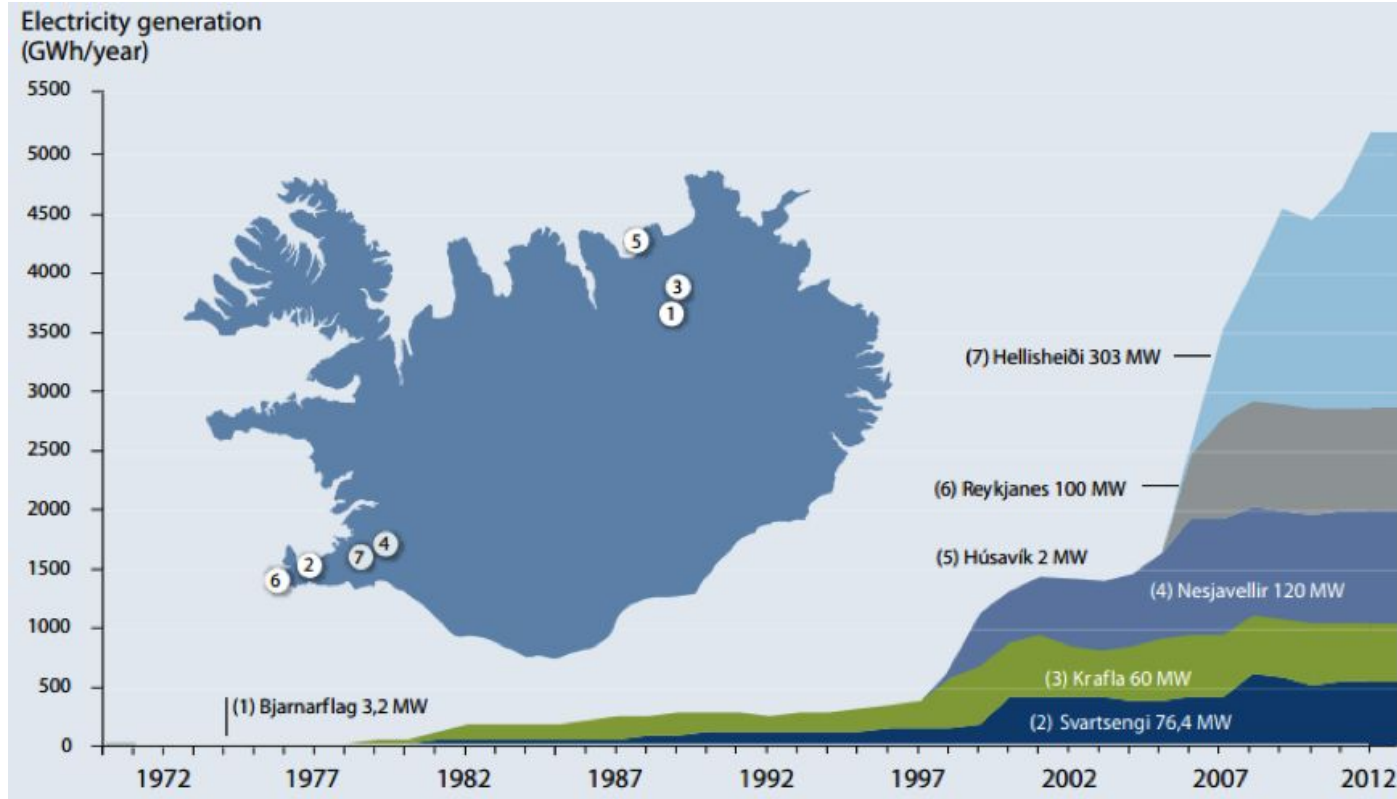 Electricity generation
(GWh/year)
5500
5000
4500
4000
3500
3000
2500
2000
1500
1000
500
0
5
3
1
4
7
2
6
(7) Hellisheiði 303 MW
(6) Reykjanes 100 MW
(5) Húsavík 2 MW
(4) Nesjavellir 120 MW
(3) Krafla 60 MW
(2) Svartsengi 76,4 MW
(1) Bjarnarflag 3,2 MW
1972 1977 1982 1987 1992 1997 2002 2007 2012